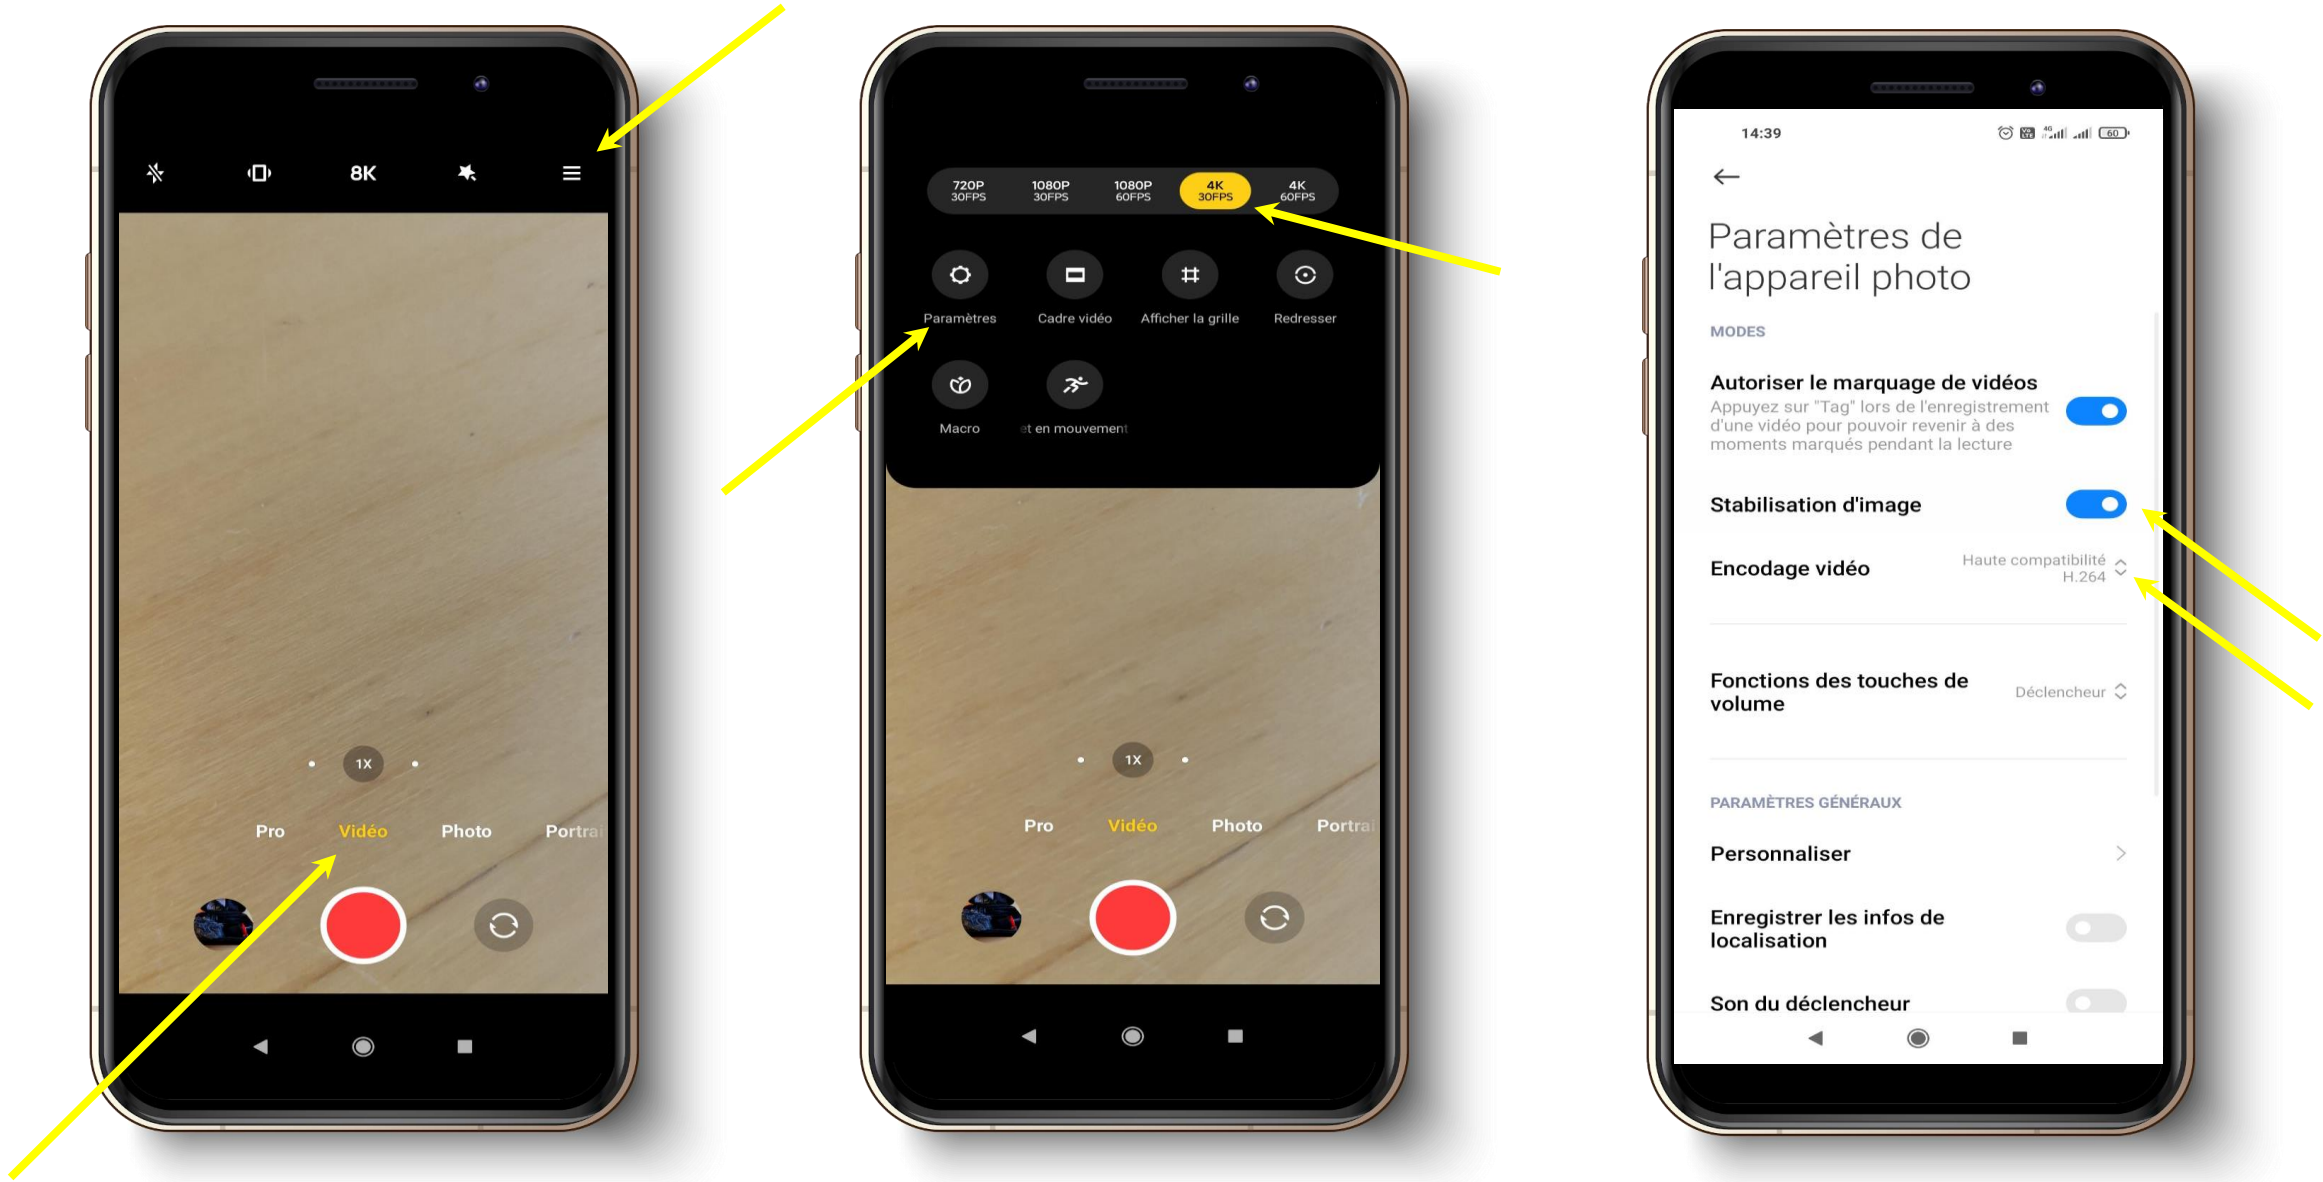 8K
1X
Pro Vidéo Photo Portrai
720P 1080P 1080P 4K 4K
30FPS 30FPS 60FPS 30FPS 60FPS
Paramètres Cadre vidéo Afficher la grille Redresser
Macro et en mouvement
1X
Pro Vidéo Photo Portrai
14:39 4G 60
Paramètres de
l'appareil photo
MODES
Autoriser le marquage de vidéos
Appuyez sur "Tag" lors de l'enregistrement
d'une vidéo pour pouvoir revenir à des
moments marqués pendant la lecture
Stabilisation d'image
Encodage vidéo
Haute compatibilité
H.264
Fonctions des touches de
volume
Déclencheur
PARAMÈTRES GÉNÉRAUX
Personnaliser
Enregistrer les infos de
localisation
Son du déclencheur